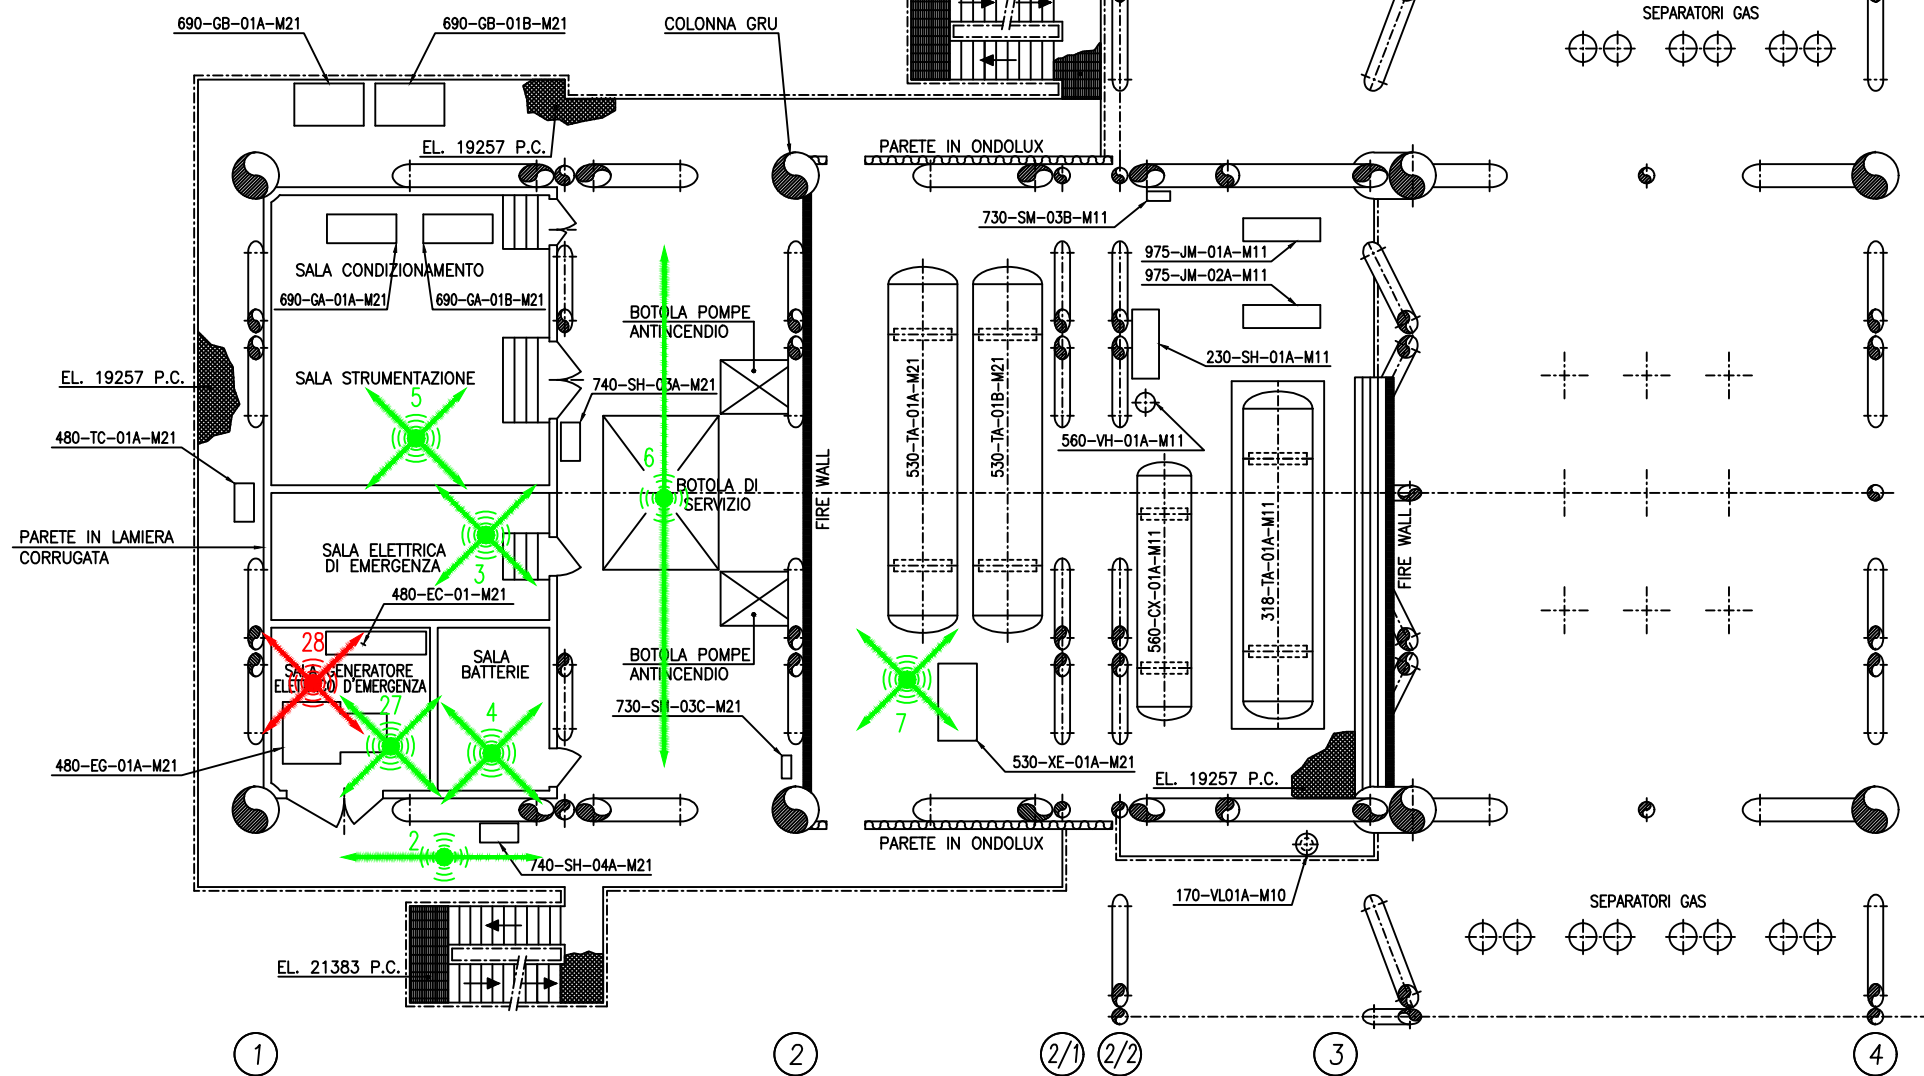 SEPARATORI GAS
690-GB-01A-M21
690-GB-01B-M21
COLONNA GRU
EL. 19257 P.C.
PARETE IN ONDOLUX
730-SM-03B-M11
975-JM-01A-M11
975-JM-02A-M11
SALA CONDIZIONAMENTO
690-GA-01A-M21
690-GA-01B-M21
BOTOLA POMPE
ANTINCENDIO
230-SH-01A-M11
EL. 19257 P.C.
SALA STRUMENTAZIONE
5
740-SH-03A-M21
530-TA-01A-M21
530-TA-01B-M21
480-TC-01A-M21
560-VH-01A-M11
6
BOTOLA DI
SERVIZIO
FIRE WALL
PARETE IN LAMIERA
CORRUGATA
SALA ELETTRICA
DI EMERGENZA
3
480-EC-01-M21
560-CX-01A-M11
318-TA-01A-M11
FIRE WALL
28
SALA GENERATORE
ELETTRICO D'EMERGENZA
SALA
BATTERIE
BOTOLA POMPE
ANTINCENDIO
27
4
730-SM-03C-M21
7
480-EG-01A-M21
530-XE-01A-M21
EL. 19257 P.C.
2
740-SH-04A-M21
PARETE IN ONDOLUX
170-VL01A-M10
SEPARATORI GAS
EL. 21383 P.C.
1
2
2/1
2/2
3
4